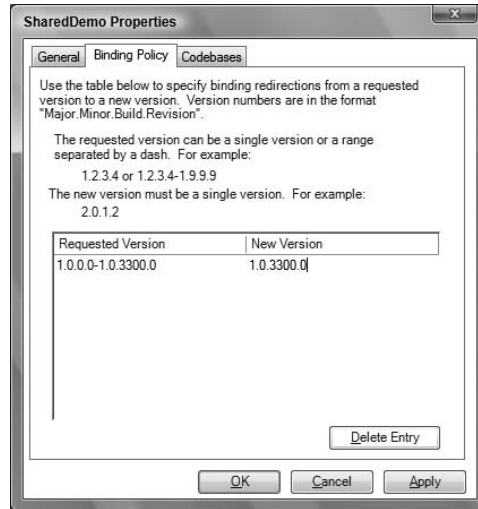 SharedDemo Properties
General Binding Policy Codebases
Use the table below to specify binding redirections from a requested
version to a new version. Version numbers are in the format
"Major.Minor.Build.Revision".
The requested version can be a single version or a range
separated by a dash. For example:
1.2.3.4 or 1.2.3.4-1.9.9.9
The new version must be a single version. For example:
2.0.1.2
Requested Version New Version
1.0.0.0-1.0.3300.0 1.0.3300.0
Delete Entry
OK Cancel Apply